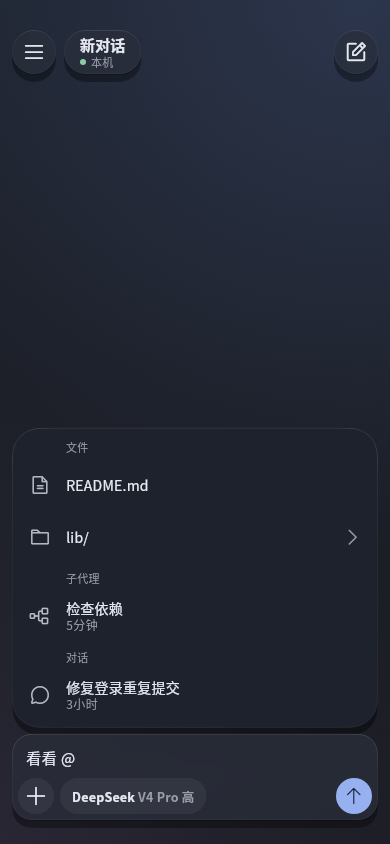 新对话
本机
文件
README.md
lib/
子代理
检查依赖
5分钟
对话
修复登录重复提交
3小时
看看 @
DeepSeek V4 Pro 高